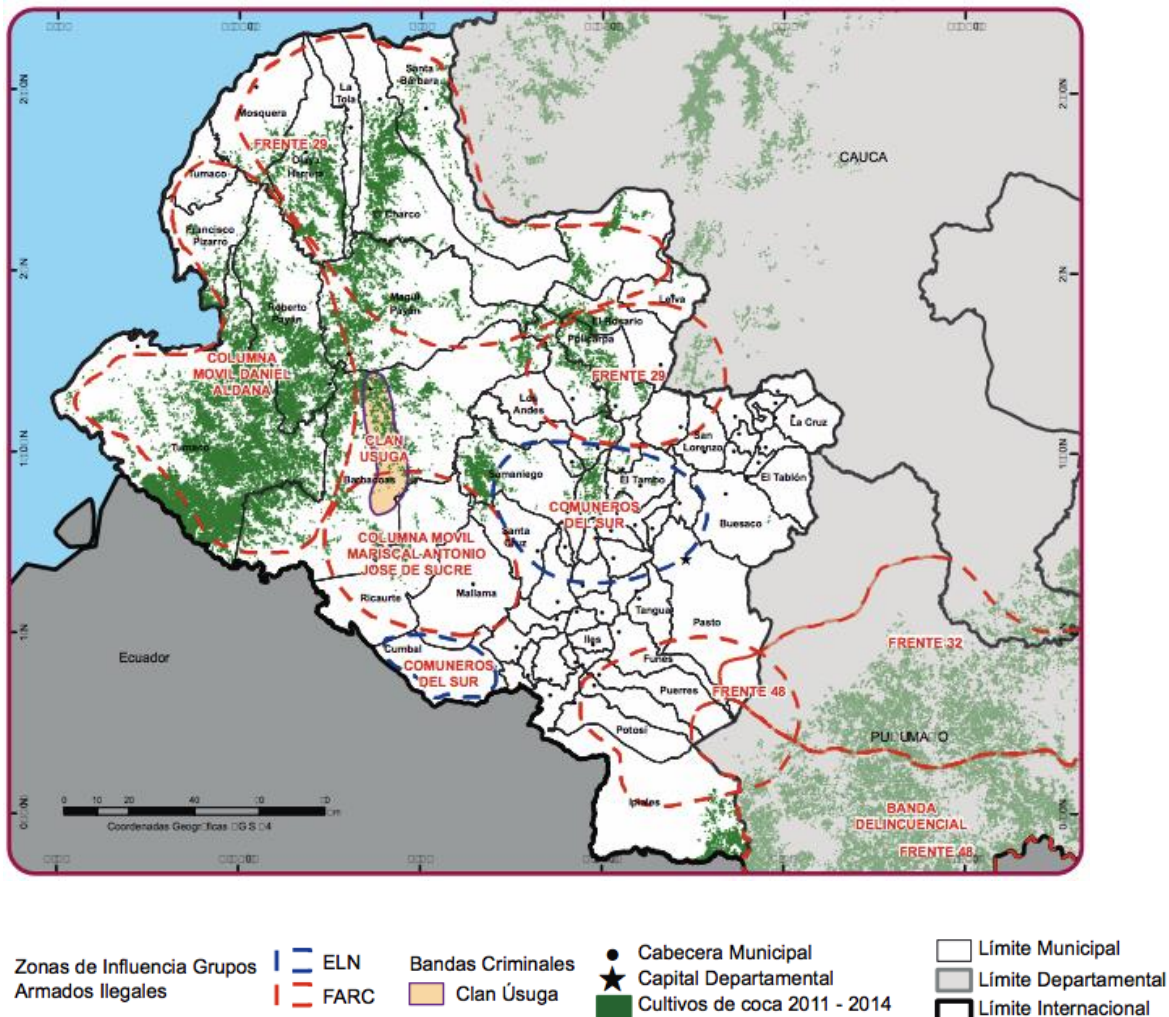 Santa
Bárbara
La
Tola
Mosquera
FRENTE 29
Olaya
Herrera
CAUCA
Tumaco
El Charco
Francisco
Pizarro
Roberto
Payán
Magüí
Payán
Leiva
El Rosario
Policarpa
COLUMNA
MOVIL DANIEL
ALDANA
FRENTE 29
Los
Andes
La Cruz
San
Lorenzo
CLAN
USUGA
Tumaco
Barbacoas
Samaniego
El Tambo
El Tablón
COMUNEROS
DEL SUR
Buesaco
Santa
Cruz
COLUMNA MOVIL
MARISCAL ANTONIO
JOSE DE SUCRE
Ricaurte
Mallama
Tangua
Pasto
Iles
FRENTE 32
Ecuador
Cumbal
COMUNEROS
DEL SUR
Funes
Puerres
FRENTE 48
Potosí
Ipiales
BANDA
DELINCUENCIAL
FRENTE 48
0 10 20 40
Coordenadas
Zonas de Influencia Grupos
Armados Ilegales
ELN
FARC
Bandas Criminales
Clan Úsuga
Cabecera Municipal
Capital Departamental
Cultivos de coca 2011 - 2014
Límite Municipal
Límite Departamental
Límite Internacional